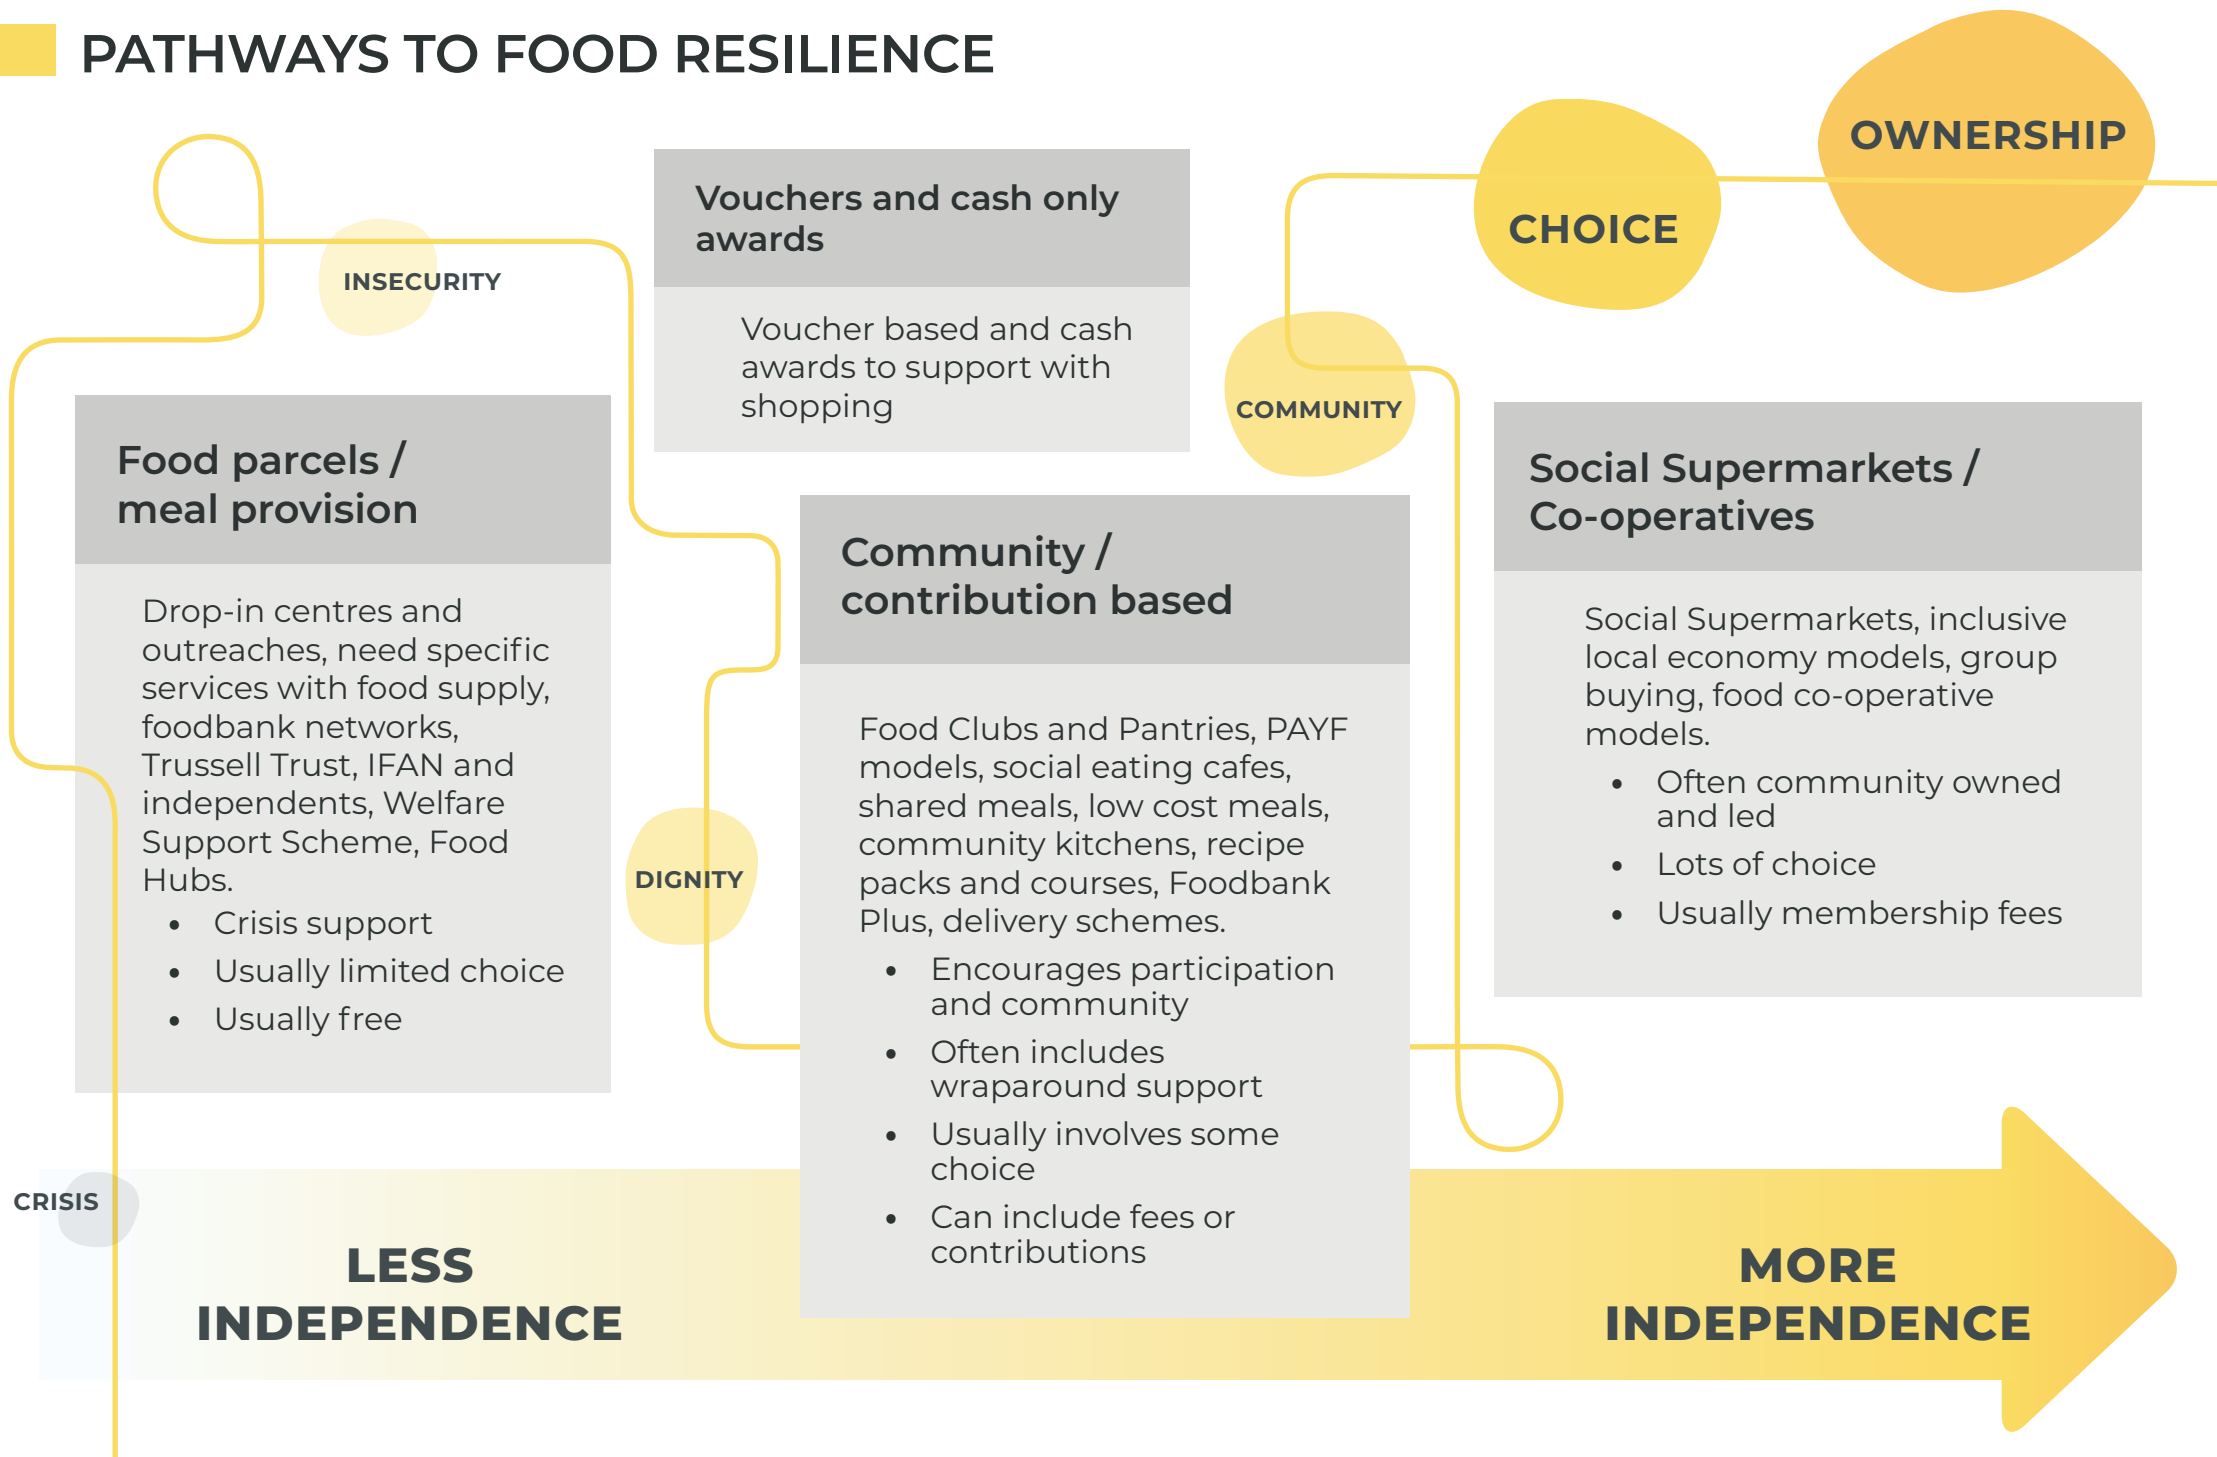 PATHWAYS TO FOOD RESILIENCE
INSECURITY
Vouchers and cash only
awards
Voucher based and cash
awards to support with
shopping
COMMUNITY
CHOICE
OWNERSHIP
Food parcels /
meal provision
Drop-in centres and
outreaches, need specific
services with food supply,
foodbank networks,
Trussell Trust, IFAN and
independents, Welfare
Support Scheme, Food
Hubs.
• Crisis support
• Usually limited choice
• Usually free
DIGNITY
Community /
contribution based
Food Clubs and Pantries, PAYF
models, social eating cafes,
shared meals, low cost meals,
community kitchens, recipe
packs and courses, Foodbank
Plus, delivery schemes.
• Encourages participation
and community
• Often includes
wraparound support
• Usually involves some
choice
• Can include fees or
contributions
Social Supermarkets /
Co-operatives
Social Supermarkets, inclusive
local economy models, group
buying, food co-operative
models.
• Often community owned
and led
• Lots of choice
• Usually membership fees
CRISIS
LESS
INDEPENDENCE
MORE
INDEPENDENCE